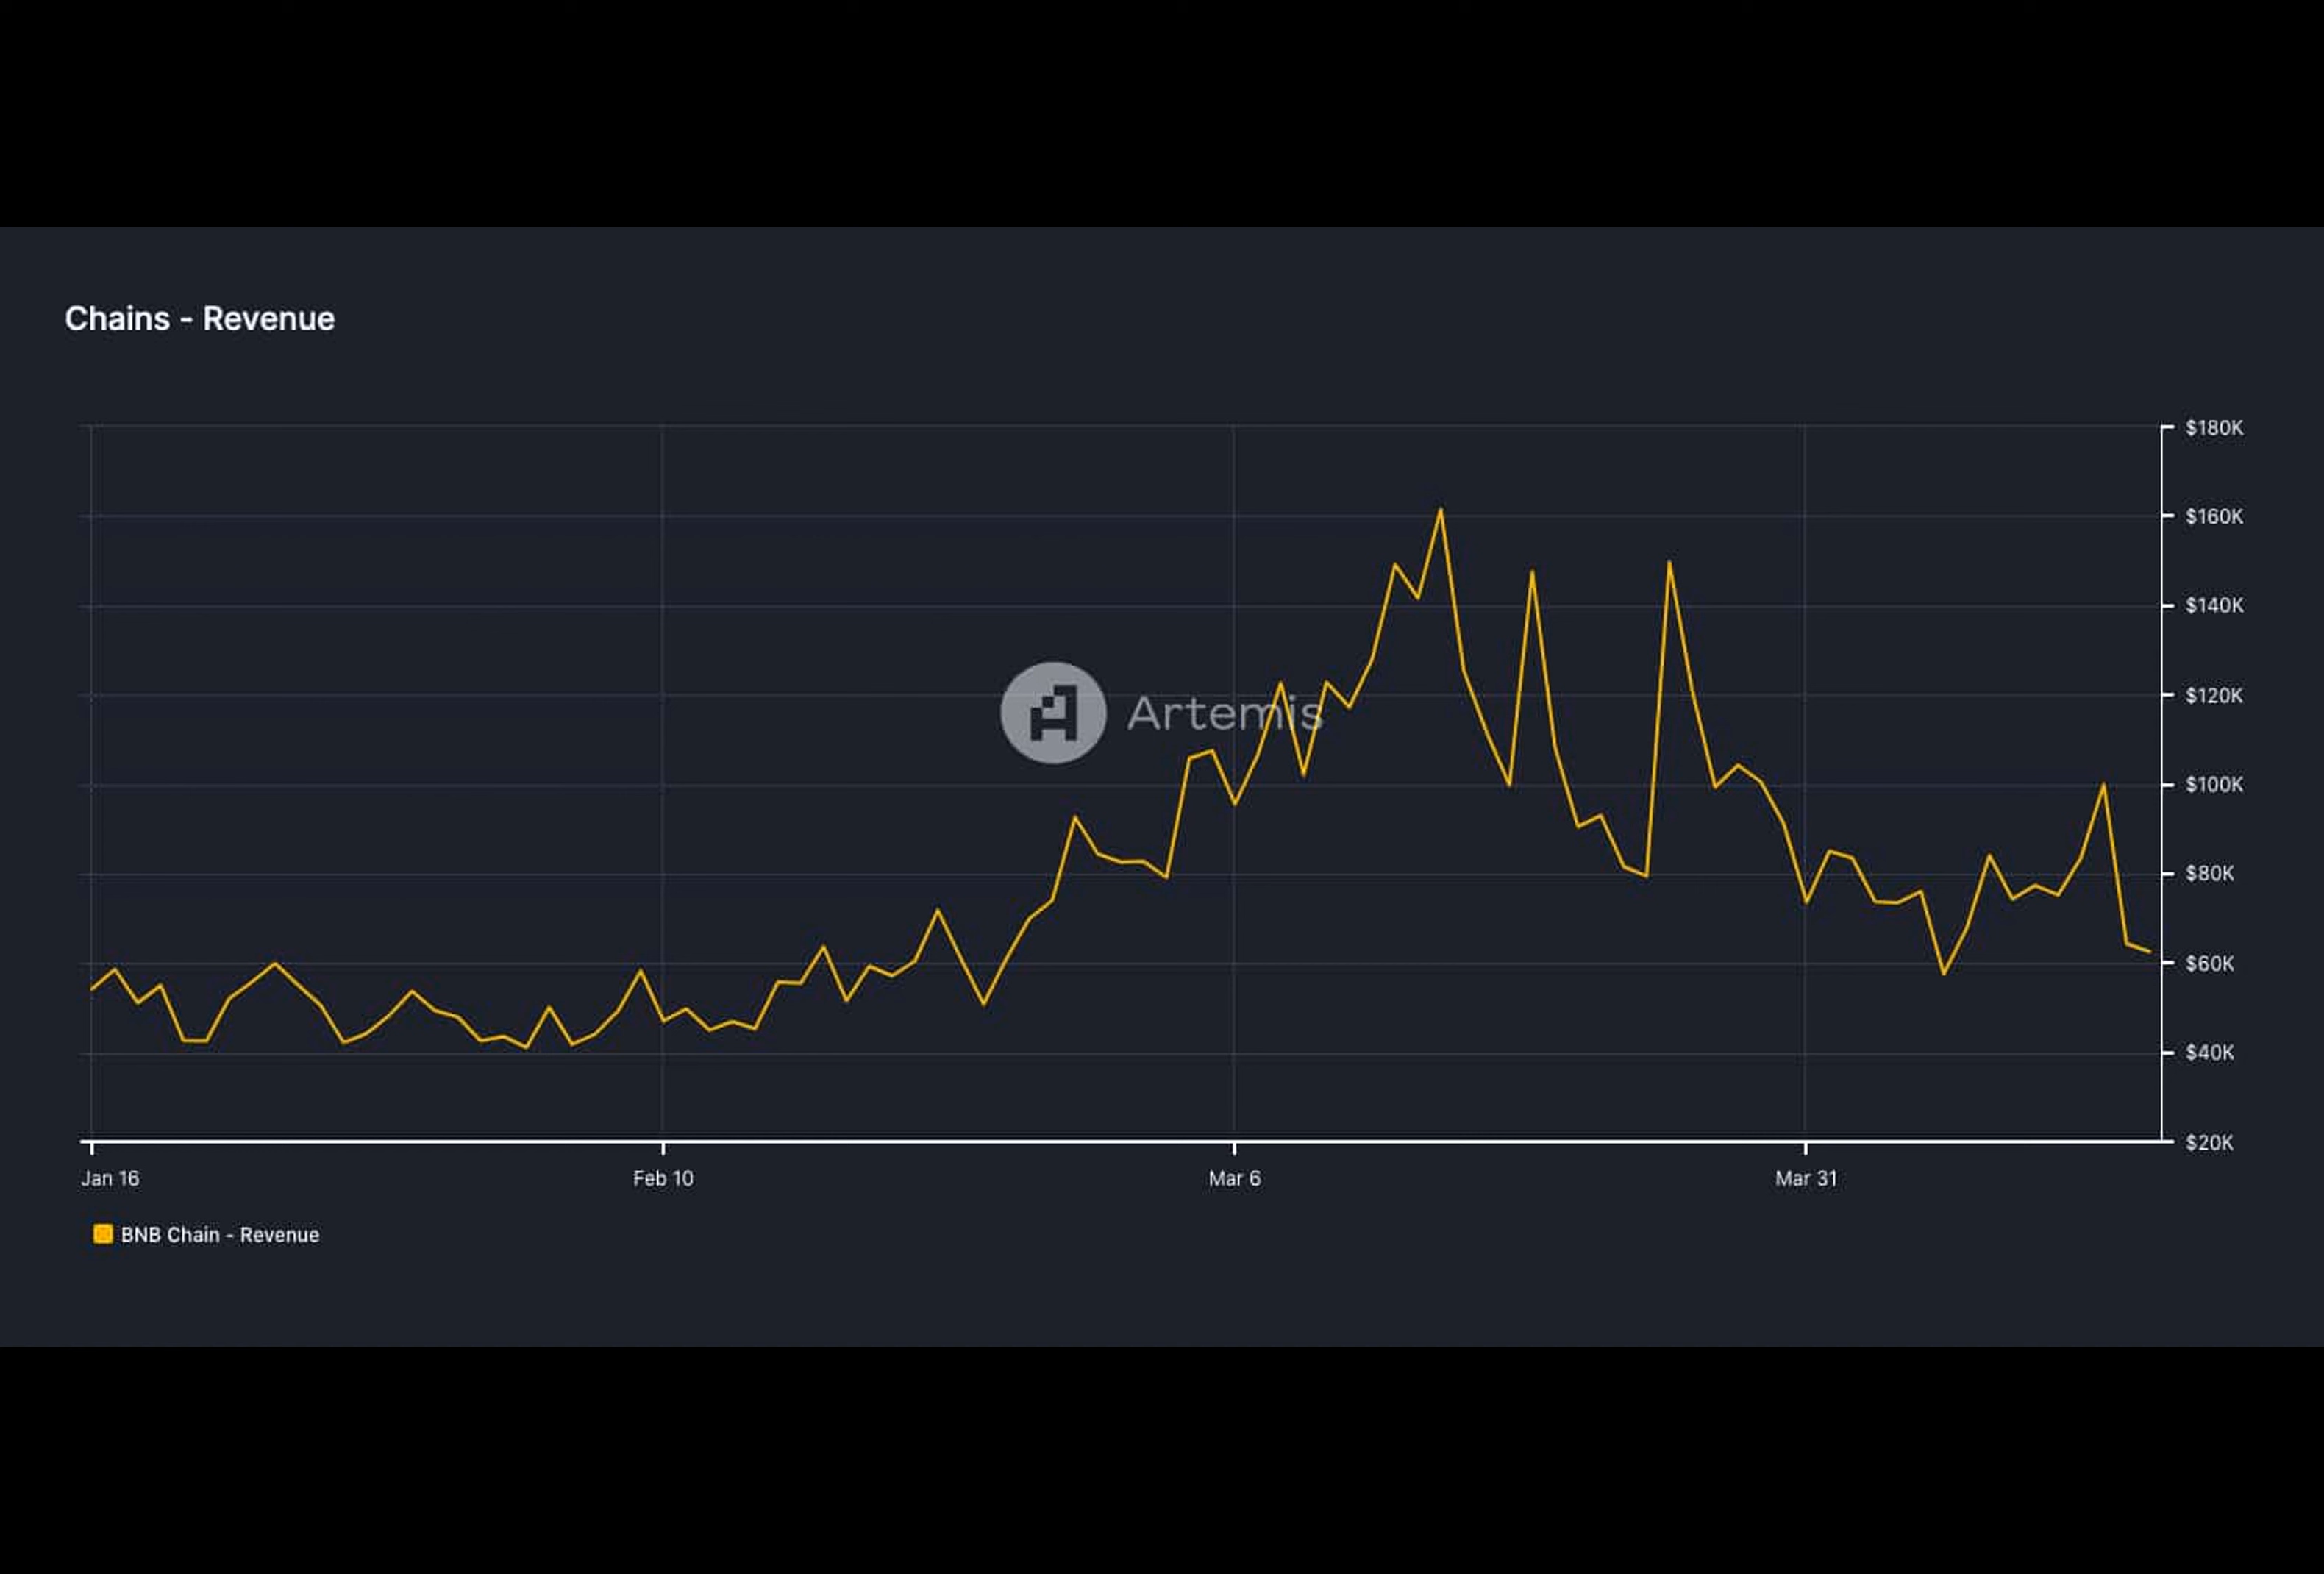 Chains - Revenue
$180K
$160K
$140K
Artemis
$120K
$100K
$80K
$60K
$40K
$20K
Jan 16
Feb 10
Mar 6
Mar 31
BNB Chain - Revenue